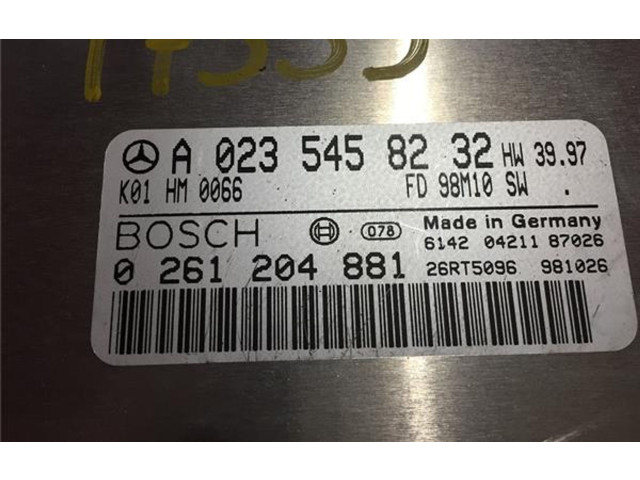 A 023 545 82 32 HW 39.97
K01 HM 0066 FD 98M10 SW .
BOSCH 078 Made in Germany
6142 04211 87026
0 261 204 881 26RT5096 981026